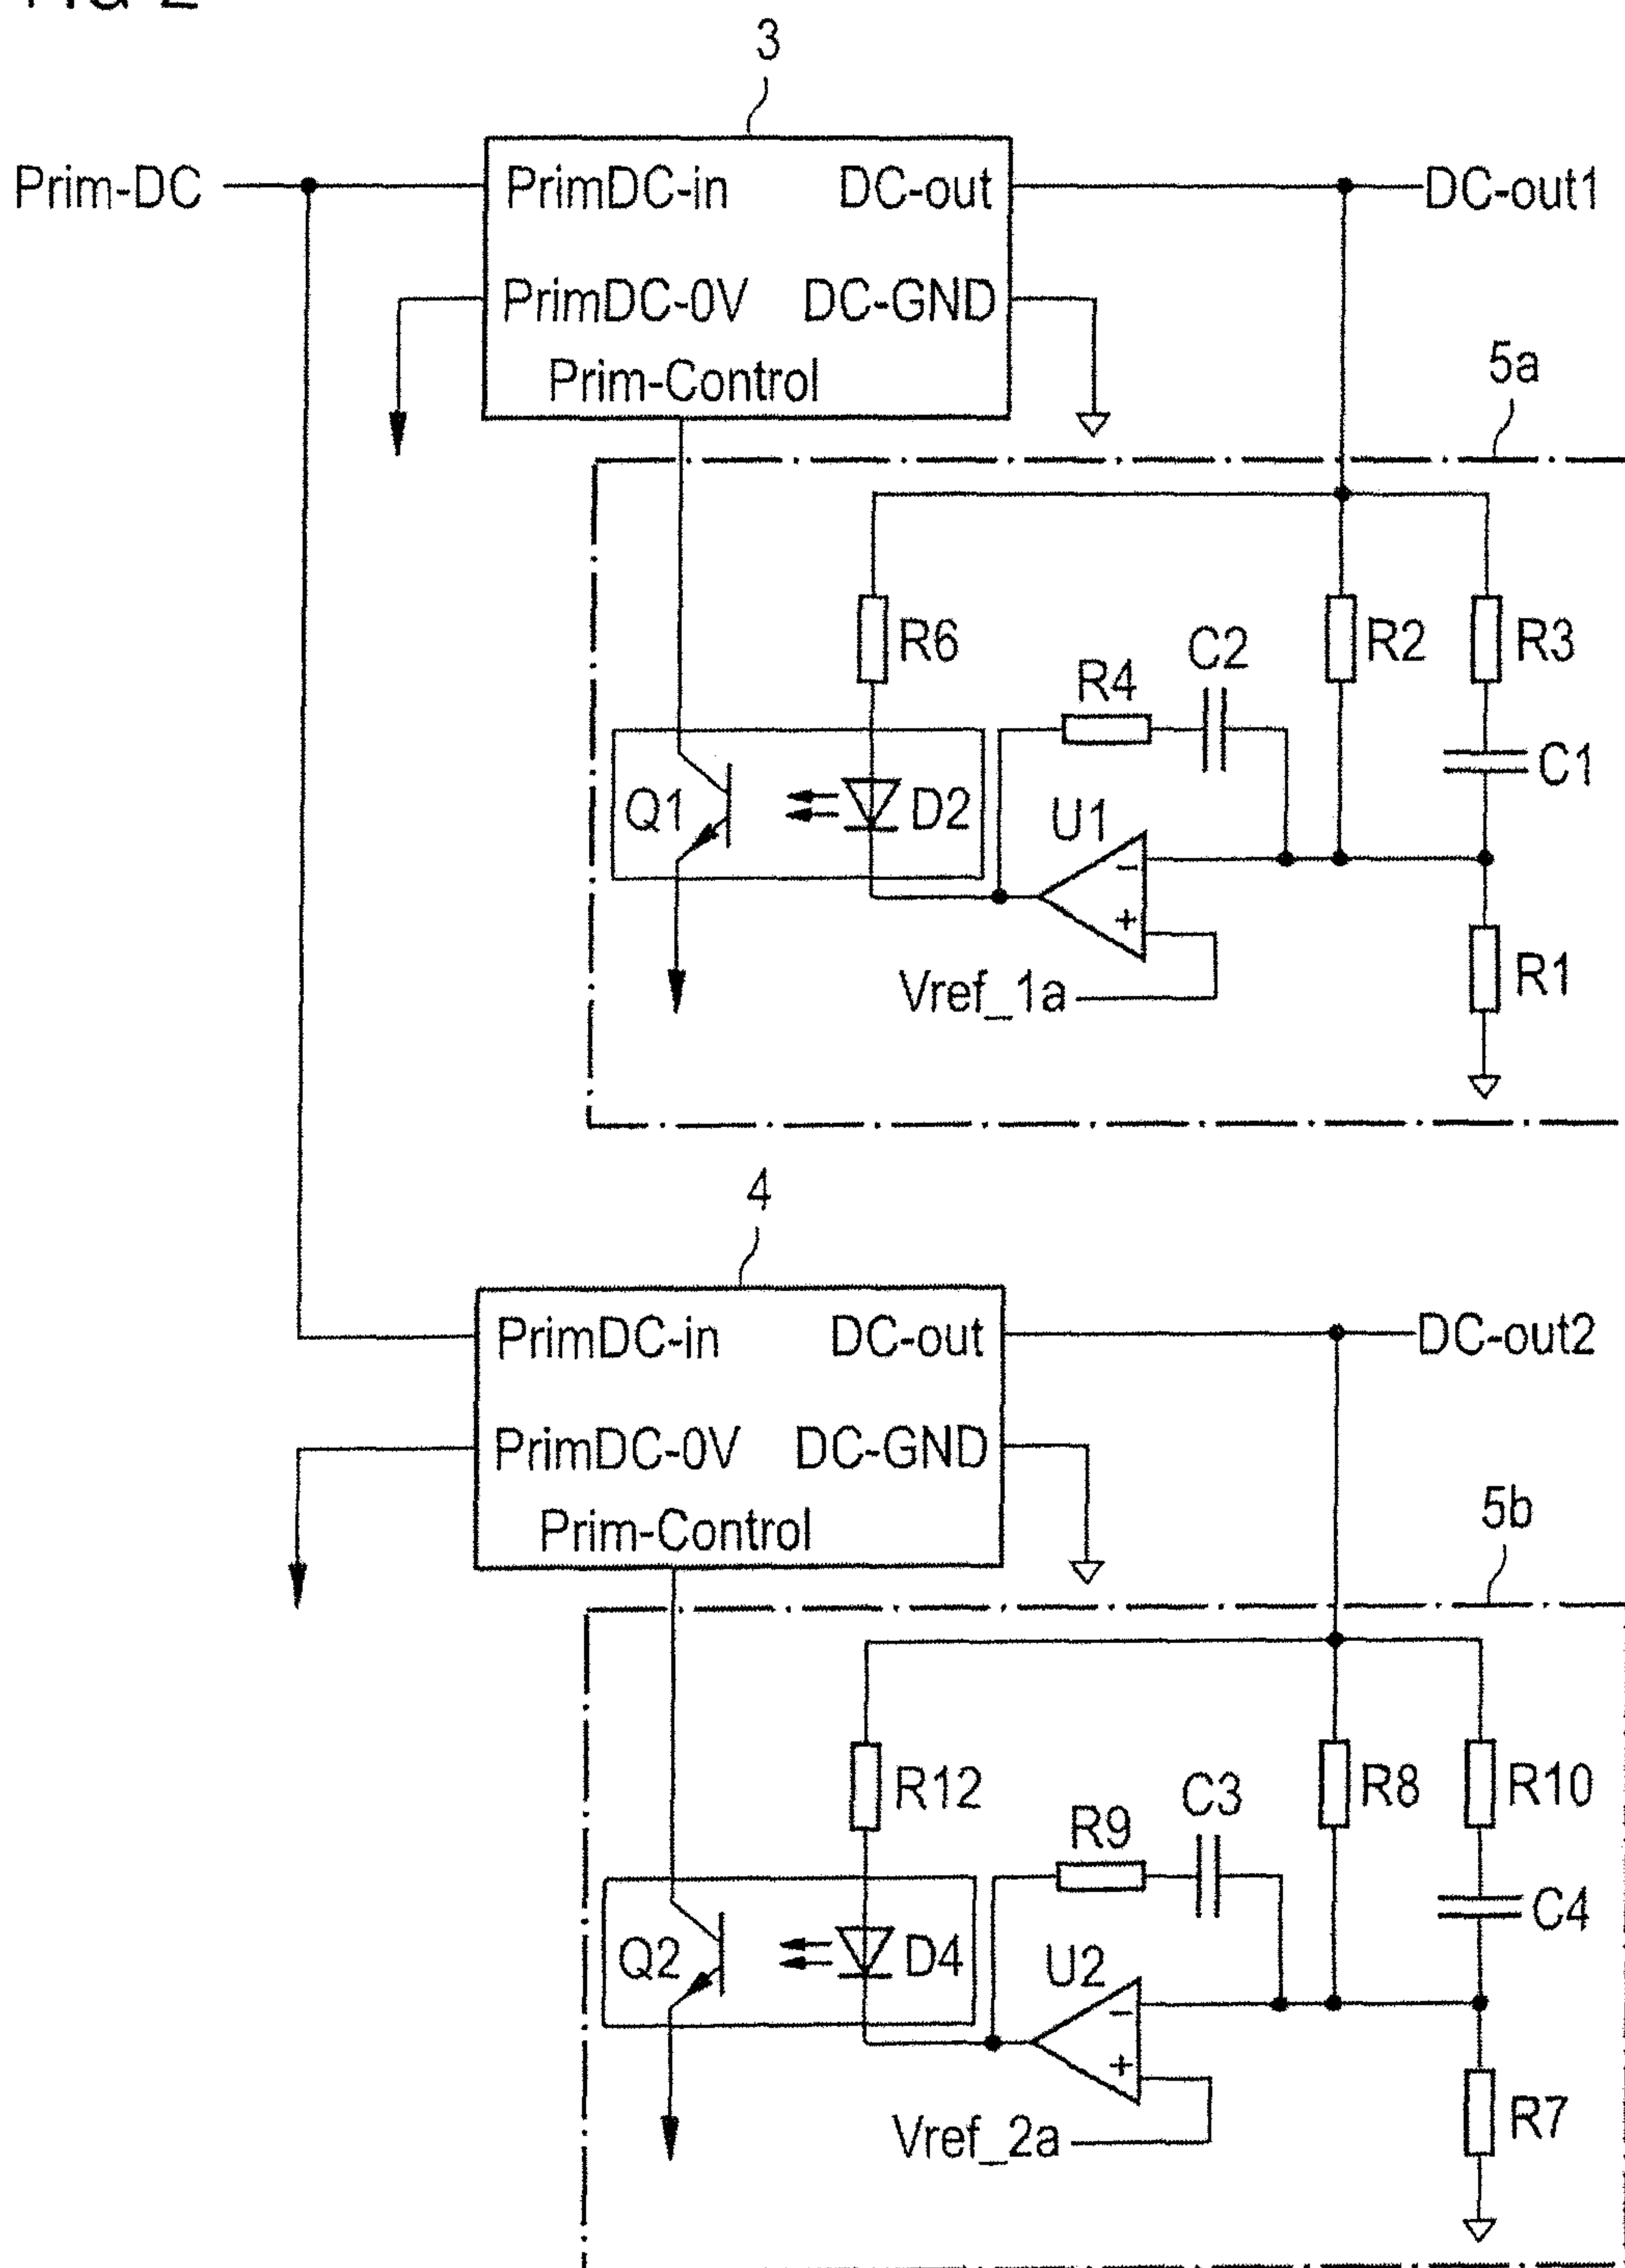 FIG 2
3
Prim-DC
PrimDC-in
DC-out
DC-out1
PrimDC-0V
DC-GND
Prim-Control
5a
R6
R4
C2
R2
R3
Q1
D2
U1
C1
-
+
Vref_1a
R1
4
PrimDC-in
DC-out
DC-out2
PrimDC-0V
DC-GND
Prim-Control
5b
R12
R9
C3
R8
R10
Q2
D4
U2
C4
-
+
Vref_2a
R7